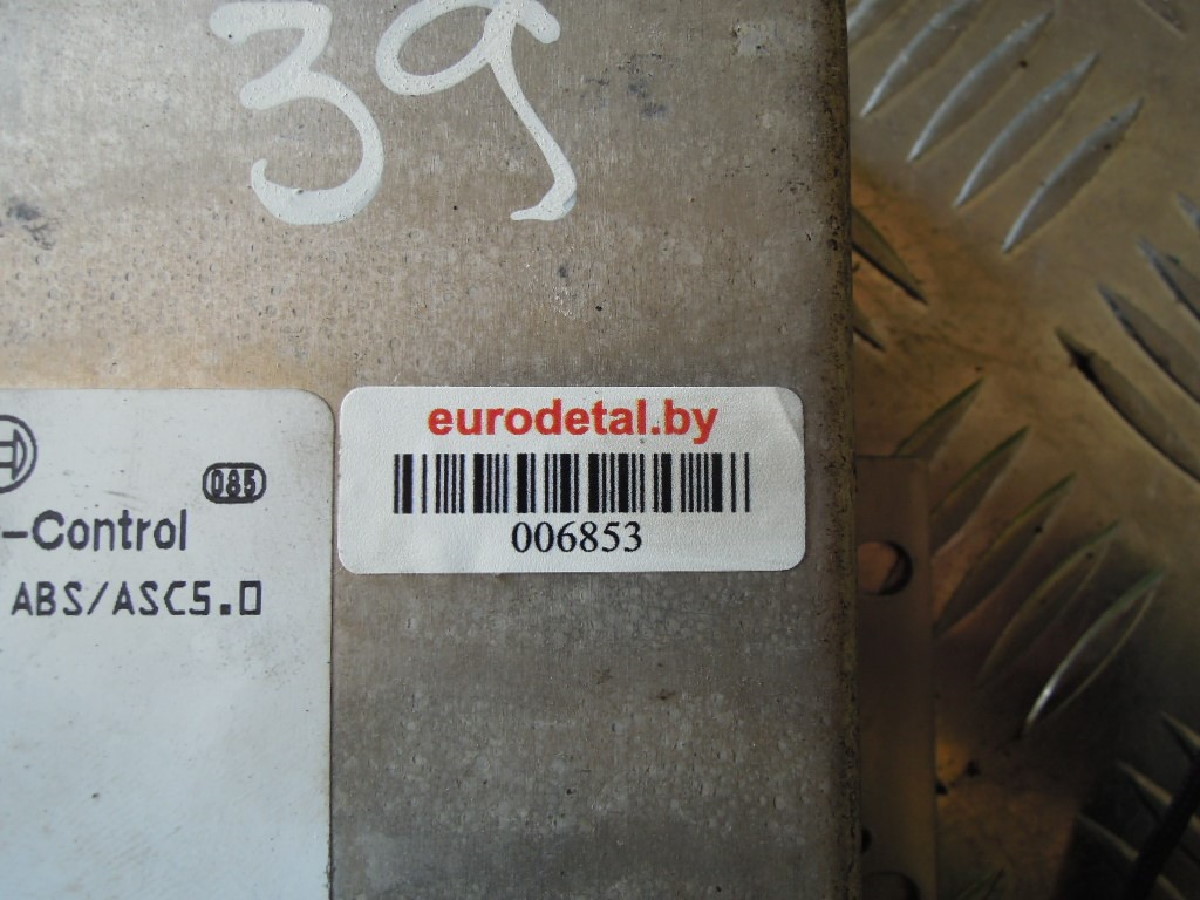 39
085
-Control
ABS/ASC5.0
eurodetal.by
006853